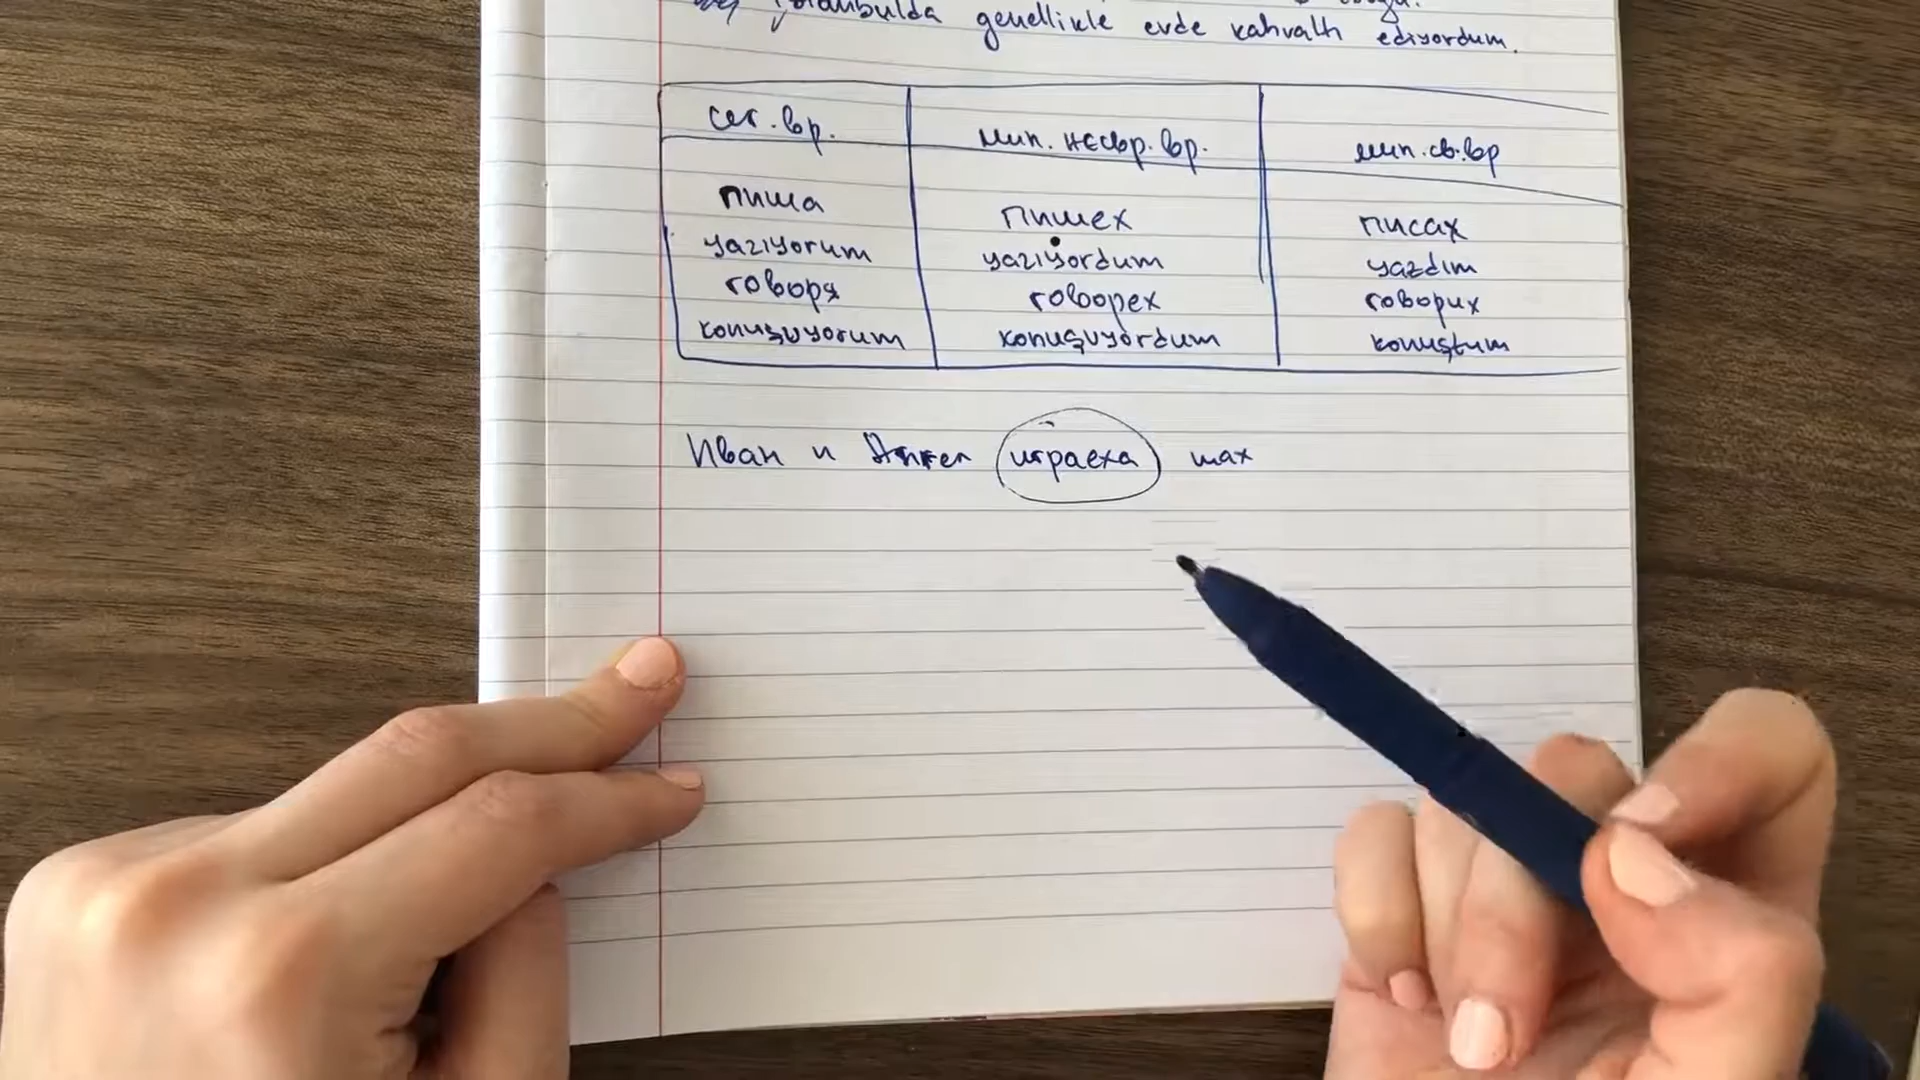 genellikle evde kahvaltı ediyordum.
сег. вр. мин. несвр. вр. мин. св. вр
пиша пишех писах
yazıyorum yazıyordum yazdım
говоря говорех говорих
konuşuyorum konuşuyordum konuştum
Иван и играеха шах